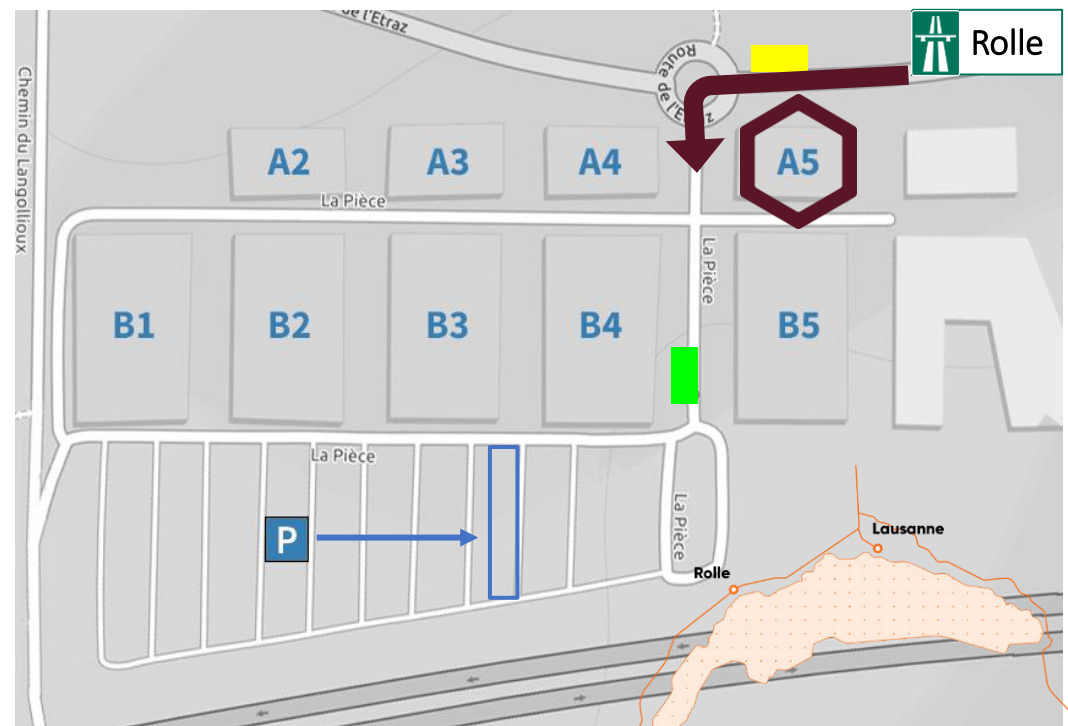 de l'Etraz
Route de l'Etraz
Rolle
Chemin du Langollioux
A2
A3
A4
A5
La Pièce
La Pièce
B1
B2
B3
B4
B5
La Pièce
P
La Pièce
Lausanne
Rolle